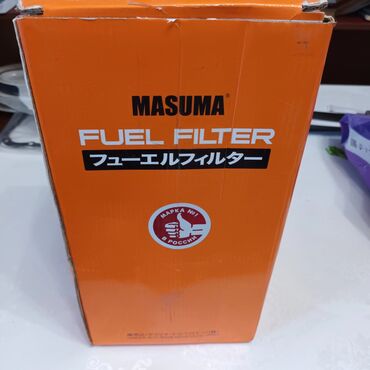 MASUMA®
FUEL FILTER
フューエルフィルター
МАРКА №1
В РОССИИ